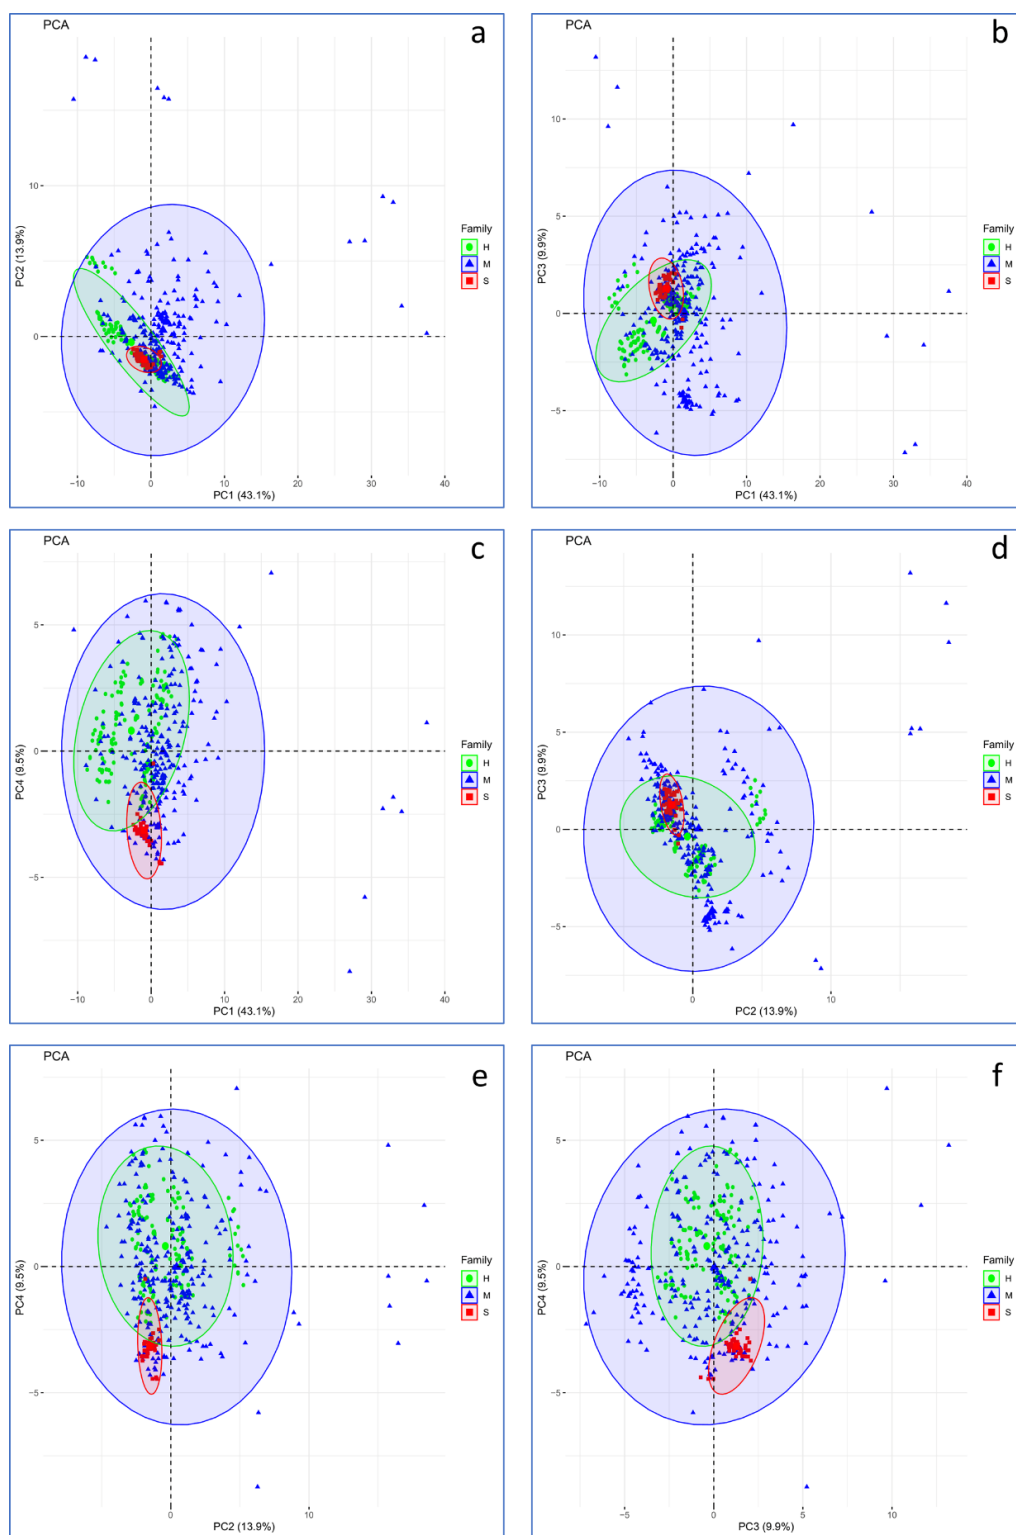 PCA
a
10
0
PC2 (13.9%)
−10 0 10 20 30 40
PC1 (43.1%)
Family
H
M
S
PCA
b
10
5
0
−5
PC3 (9.9%)
−10 0 10 20 30 40
PC1 (43.1%)
Family
H
M
S
PCA
c
5
0
−5
PC4 (9.5%)
−10 0 10 20 30 40
PC1 (43.1%)
Family
H
M
S
PCA
d
10
5
0
−5
PC3 (9.9%)
0 10
PC2 (13.9%)
Family
H
M
S
PCA
e
5
0
−5
PC4 (9.5%)
0 10
PC2 (13.9%)
Family
H
M
S
PCA
f
5
0
−5
PC4 (9.5%)
−5 0 5 10
PC3 (9.9%)
Family
H
M
S